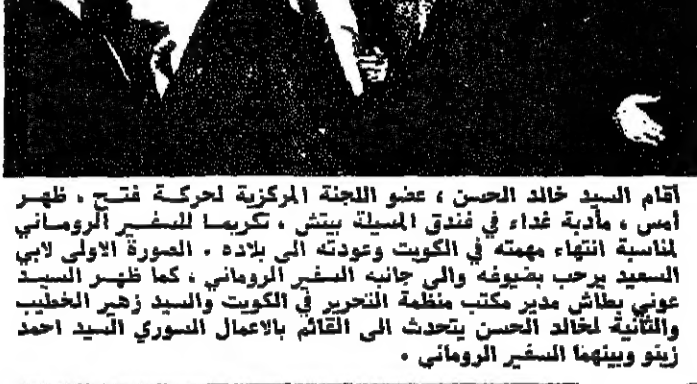 أقام السيد خالد الحسن ، عضو اللجنة المركزية لحركة فتح ، ظهر
أمس ، مأدبة غداء في فندق المسيلة بيتش ، تكريما للسفير الروماني
لمناسبة انتهاء مهمته في الكويت وعودته الى بلاده . الصورة الاولى لابي
السعيد يرحب بضيوفه والى جانبه السفير الروماني ، كما ظهر السيد
عوني بطاش مدير مكتب منظمة التحرير في الكويت والسيد زهير الخطيب
والثانية لخالد الحسن يتحدث الى القائم بالاعمال السوري السيد احمد
زينو وبينهما السفير الروماني .